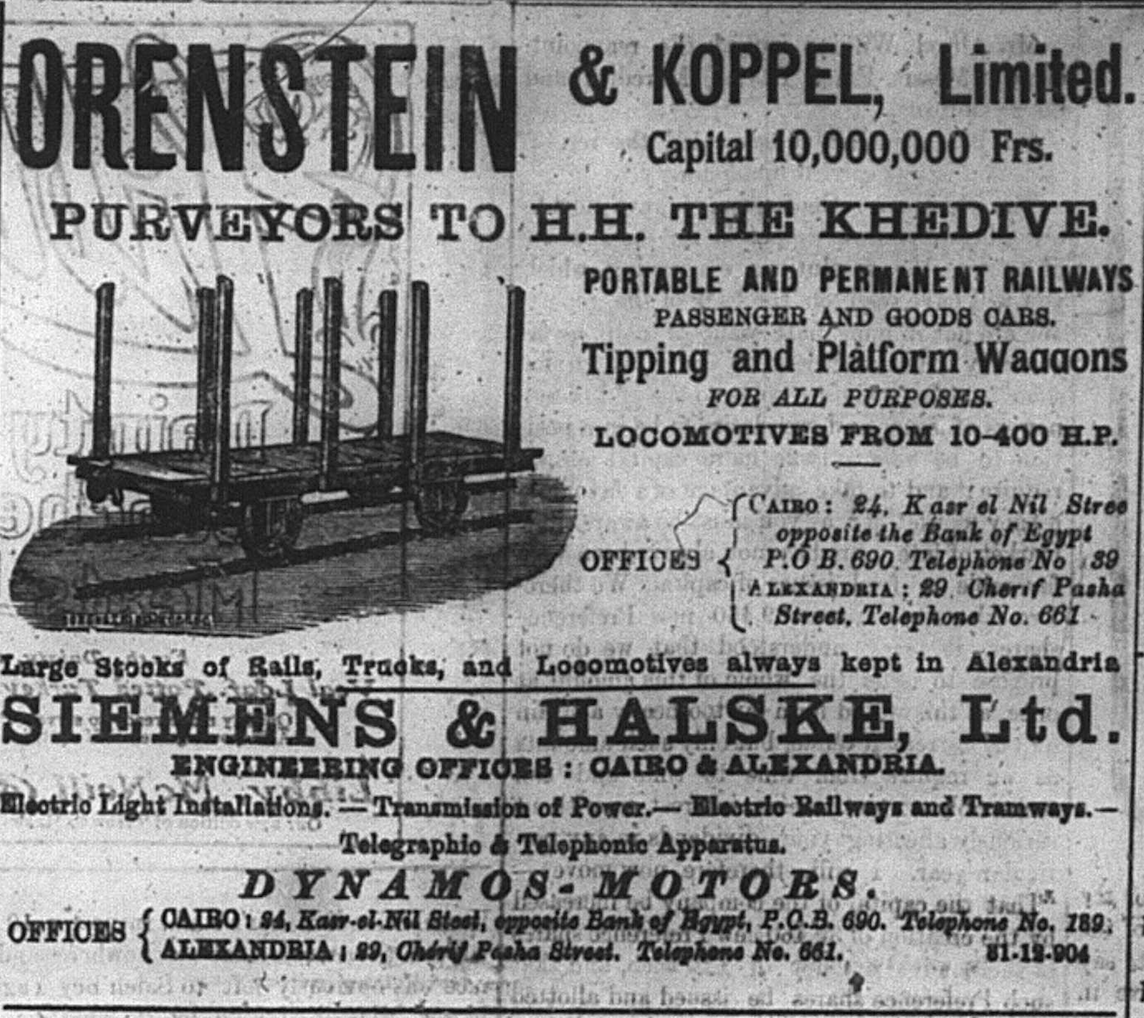 ORENSTEIN & KOPPEL, Limited.
Capital 10,000,000 Frs.
PURVEYORS TO H.H. THE KHEDIVE.
PORTABLE AND PERMANENT RAILWAYS
PASSENGER AND GOODS CARS.
Tipping and Platform Waggons
FOR ALL PURPOSES.
LOCOMOTIVES FROM 10-400 H.P.
OFFICES
CAIRO: 24, Kasr el Nil Stree
opposite the Bank of Egypt
P.O B. 690. Telephone No 39
ALEXANDRIA: 29 Cherif Pasha
Street, Telephone No. 661
Large Stocks of Rails, Trucks, and Locomotives always kept in Alexandria
SIEMENS & HALSKE, Ltd.
ENGINEERING OFFICES: CAIRO & ALEXANDRIA.
Electric Light Installations. — Transmission of Power.— Electric Railways and Tramways.—
Telegraphic & Telephonic Apparatus.
DYNAMOS-MOTORS.
OFFICES
CAIRO: 24, Kasr-el-Nil Steet, opposite Bank of Egypt, P.O.B. 690. Telephone No. 189.
ALEXANDRIA: 29, Chérif Pasha Street. Telephone No. 661. 31-12-904